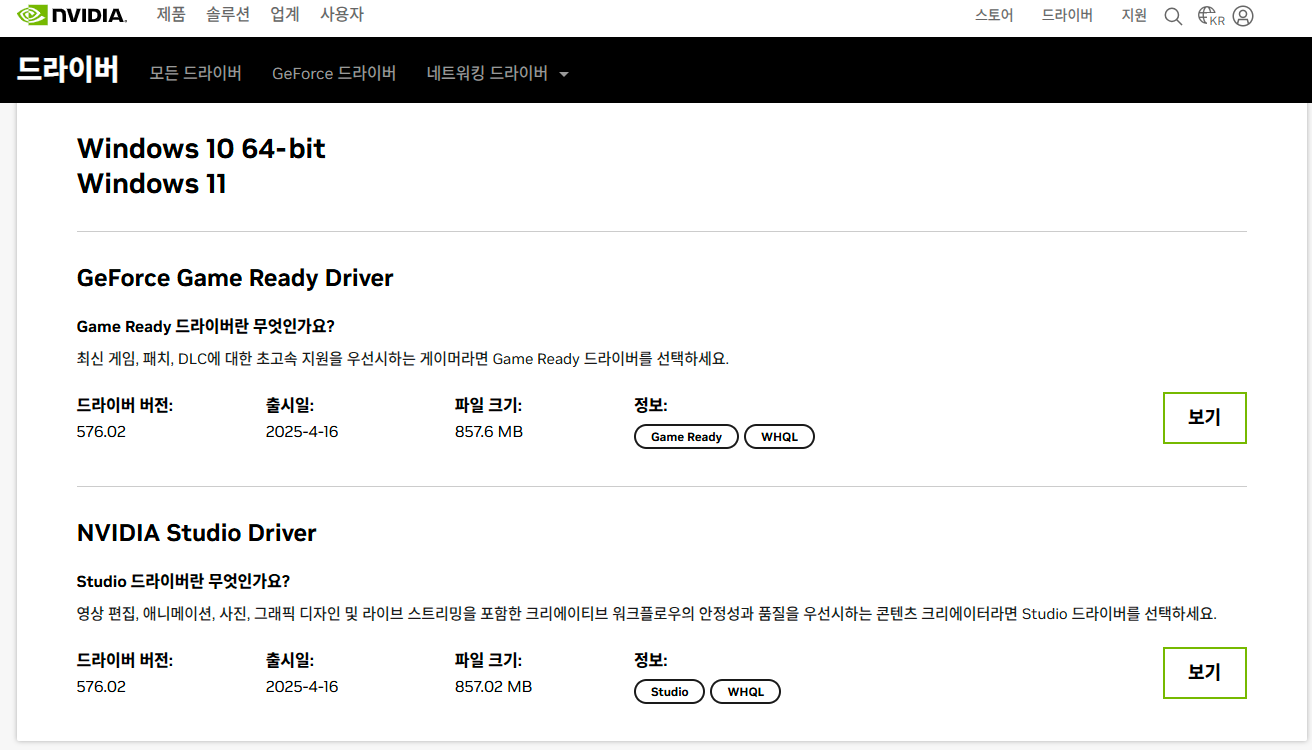 NVIDIA. 제품 솔루션 업계 사용자 스토어 드라이버 지원 KR
드라이버 모든 드라이버 GeForce 드라이버 네트워킹 드라이버
Windows 10 64-bit
Windows 11
GeForce Game Ready Driver
Game Ready 드라이버란 무엇인가요?
최신 게임, 패치, DLC에 대한 초고속 지원을 우선시하는 게이머라면 Game Ready 드라이버를 선택하세요.
드라이버 버전: 출시일: 파일 크기: 정보:
576.02 2025-4-16 857.6 MB Game Ready WHQL
보기
NVIDIA Studio Driver
Studio 드라이버란 무엇인가요?
영상 편집, 애니메이션, 사진, 그래픽 디자인 및 라이브 스트리밍을 포함한 크리에이티브 워크플로우의 안정성과 품질을 우선시하는 콘텐츠 크리에이터라면 Studio 드라이버를 선택하세요.
드라이버 버전: 출시일: 파일 크기: 정보:
576.02 2025-4-16 857.02 MB Studio WHQL
보기